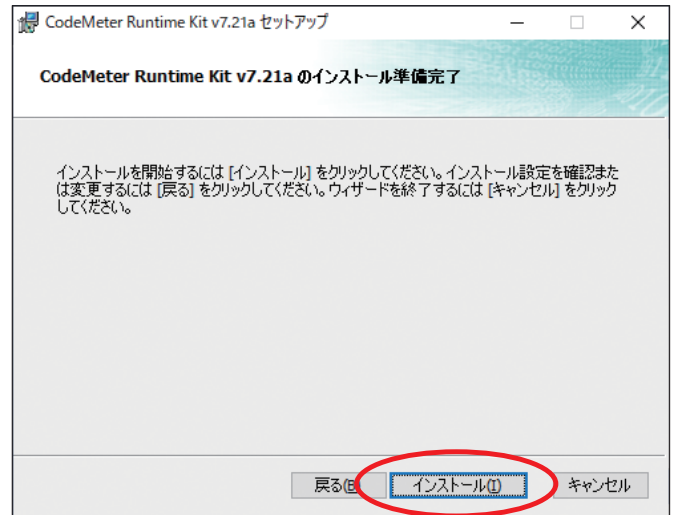 CodeMeter Runtime Kit v7.21a セットアップ
CodeMeter Runtime Kit v7.21a のインストール準備完了
インストールを開始するには [インストール] をクリックしてください。インストール設定を確認また
は変更するには [戻る] をクリックしてください。ウィザードを終了するには [キャンセル] をクリック
してください。
戻る(B)
インストール(I)
キャンセル